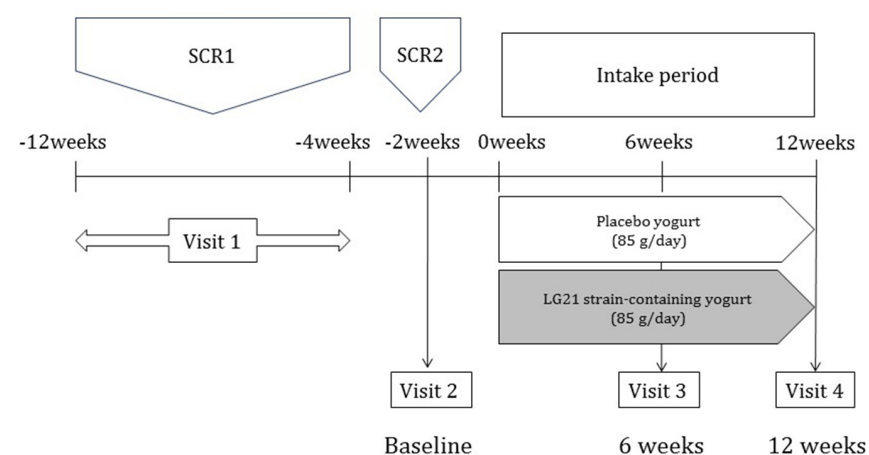 SCR1
SCR2
Intake period
-12weeks
-4weeks
-2weeks
0weeks
6weeks
12weeks
Placebo yogurt
(85 g/day)
Visit 1
LG21 strain-containing yogurt
(85 g/day)
Visit 2
Visit 3
Visit 4
Baseline
6 weeks
12 weeks